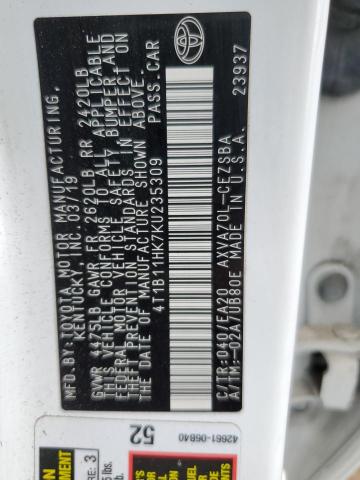 MFD.BY:TOYOTA MOTOR MANUFACTURING,
KENTUCKY,INC. 03/19
GVWR 4475LB GAWR FR 2620LB RR 2420LB
THIS VEHICLE CONFORMS TO ALL APPLICABLE
FEDERAL MOTOR VEHICLE SAFETY, BUMPER, AND
THEFT PREVENTION STANDARDS IN EFFECT ON
THE DATE OF MANUFACTURE SHOWN ABOVE.
4T1B11HK7KU235309 PASS.CAR
C/TR:040/EA20 AXVA70L-CEZSBA
A/TM:-02A/UB80E MADE IN U.S.A.
23937
42661-06B40
52